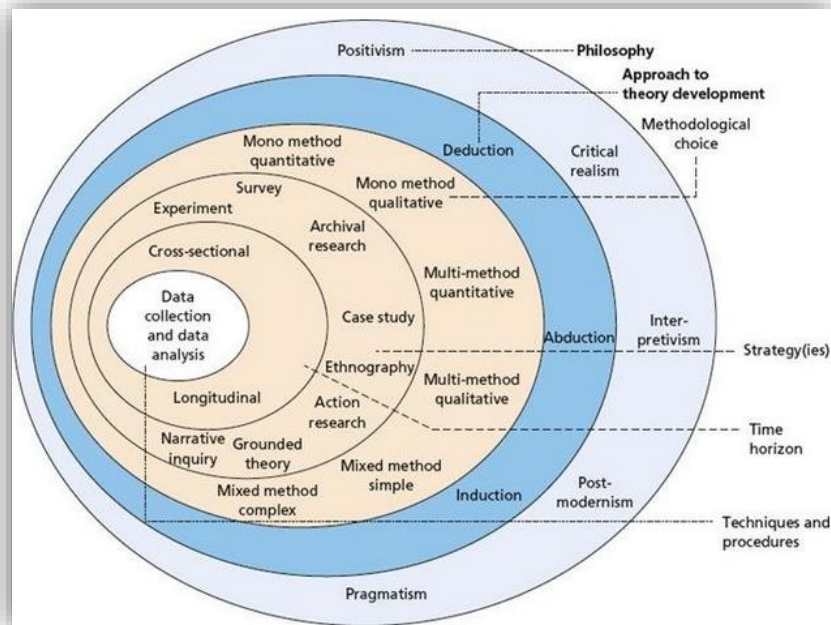 Positivism
Philosophy
Approach to
theory development
Methodological
choice
Mono method
quantitative
Deduction
Critical
realism
Mono method
qualitative
Survey
Experiment
Archival
research
Cross-sectional
Multi-method
quantitative
Data
collection
and data
analysis
Case study
Abduction
Inter-
pretivism
Strategy(ies)
Ethnography
Multi-method
qualitative
Longitudinal
Action
research
Time
horizon
Narrative
inquiry
Grounded
theory
Mixed method
simple
Mixed method
complex
Induction
Post-
modernism
Techniques and
procedures
Pragmatism